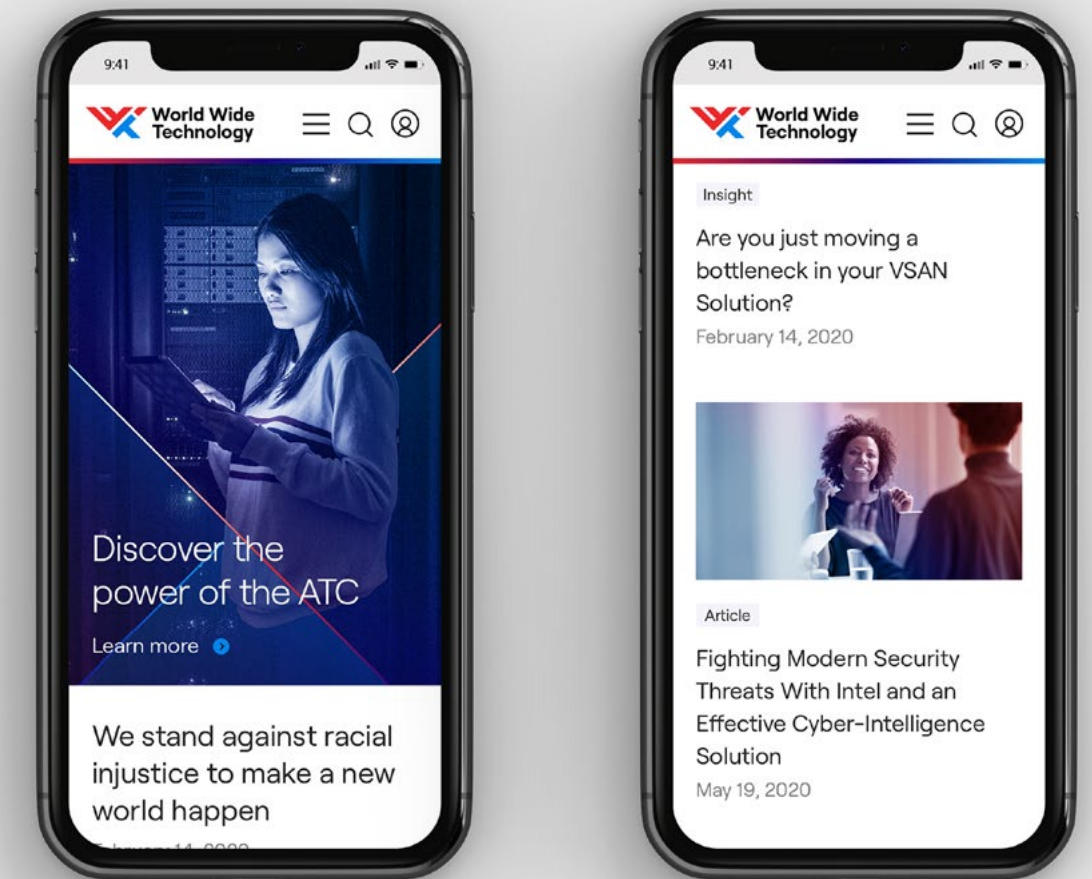 9:41
World Wide
Technology
Discover the
power of the ATC
Learn more
We stand against racial
injustice to make a new
world happen
9:41
World Wide
Technology
Insight
Are you just moving a
bottleneck in your VSAN
Solution?
February 14, 2020
Article
Fighting Modern Security
Threats With Intel and an
Effective Cyber-Intelligence
Solution
May 19, 2020